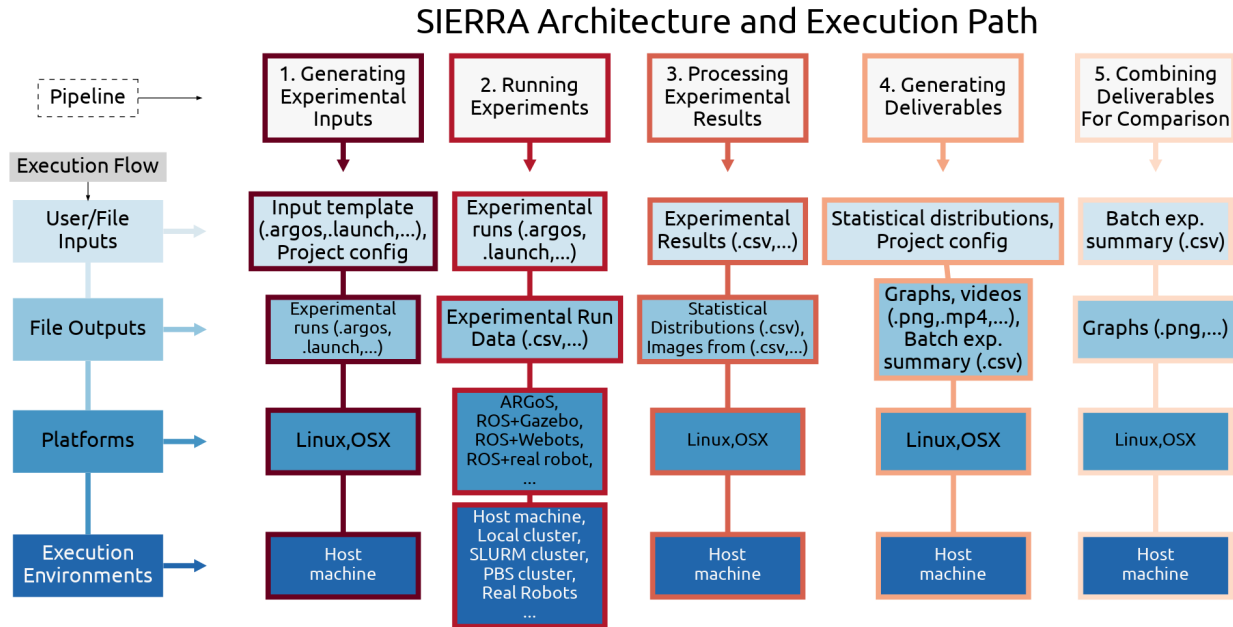 SIERRA Architecture and Execution Path
Pipeline
1. Generating
Experimental
Inputs
2. Running
Experiments
3. Processing
Experimental
Results
4. Generating
Deliverables
5. Combining
Deliverables
For Comparison
Execution Flow
User/File
Inputs
Input template
(.argos,.launch,...),
Project config
Experimental
runs (.argos,
.launch,...)
Experimental
Results (.csv,...)
Statistical distributions,
Project config
Batch exp.
summary (.csv)
File Outputs
Experimental
runs (.argos,
.launch,...)
Experimental Run
Data (.csv,...)
Statistical
Distributions (.csv),
Images from (.csv,...)
Graphs, videos
(.png,.mp4,...),
Batch exp.
summary (.csv)
Graphs (.png,...)
Platforms
Linux,OSX
ARGoS,
ROS+Gazebo,
ROS+Webots,
ROS+real robot,
...
Linux,OSX
Linux,OSX
Linux,OSX
Execution
Environments
Host
machine
Host machine,
Local cluster,
SLURM cluster,
PBS cluster,
Real Robots
...
Host
machine
Host
machine
Host
machine